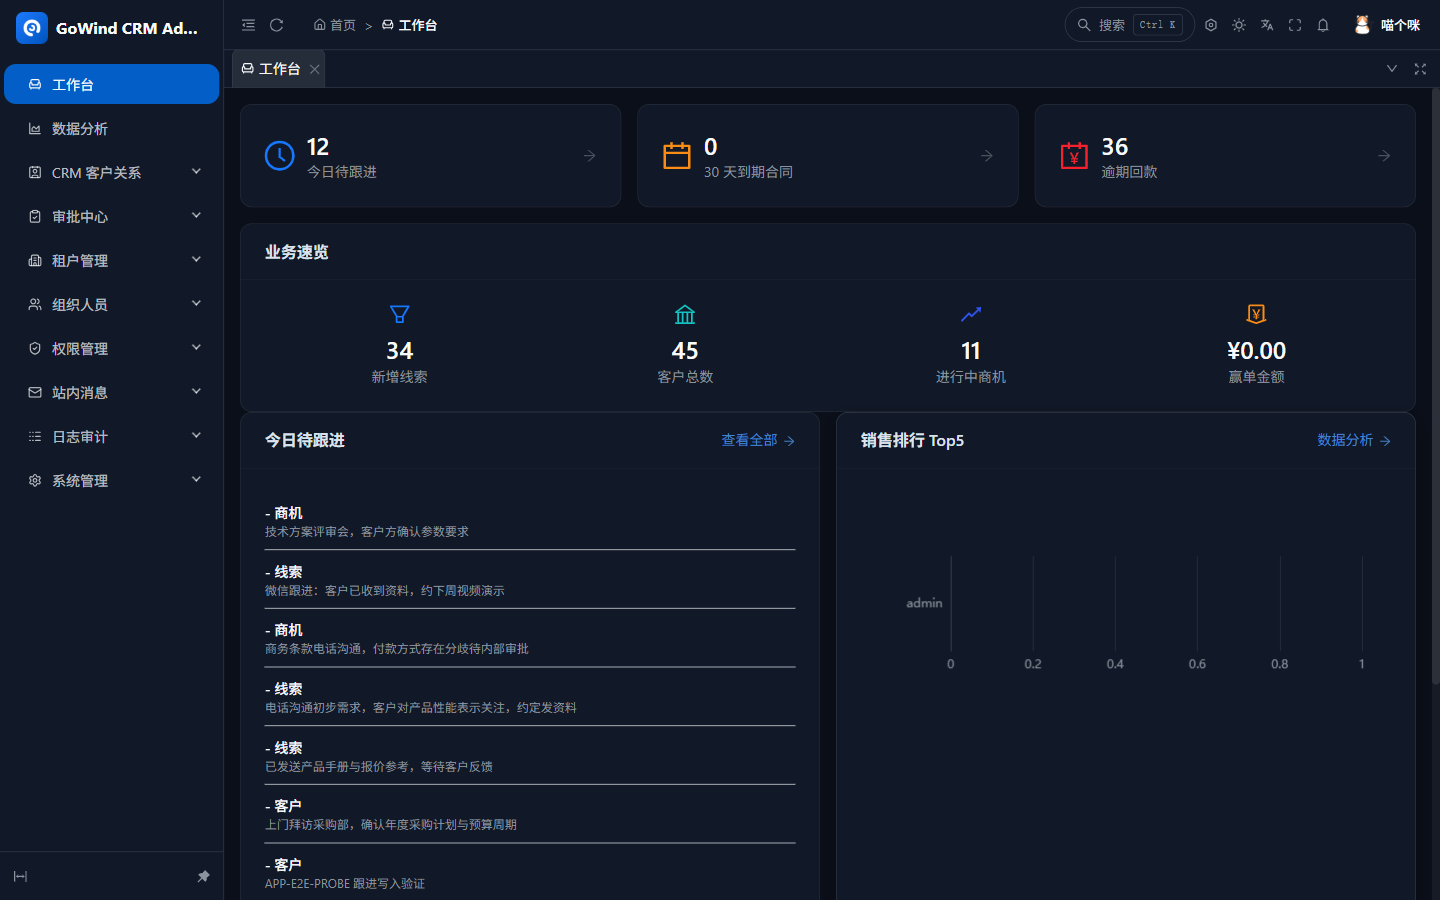 GoWind CRM Ad...
首页 > 工作台
搜索 Ctrl K
喵个咪
工作台
工作台
数据分析
CRM 客户关系
审批中心
租户管理
组织人员
权限管理
站内消息
日志审计
系统管理
12
今日待跟进
0
30 天到期合同
36
逾期回款
业务速览
34
新增线索
45
客户总数
11
进行中商机
¥0.00
赢单金额
今日待跟进
查看全部
- 商机
技术方案评审会，客户方确认参数要求
- 线索
微信跟进：客户已收到资料，约下周视频演示
- 商机
商务条款电话沟通，付款方式存在分歧待内部审批
- 线索
电话沟通初步需求，客户对产品性能表示关注，约定发资料
- 线索
已发送产品手册与报价参考，等待客户反馈
- 客户
上门拜访采购部，确认年度采购计划与预算周期
- 客户
APP-E2E-PROBE 跟进写入验证
销售排行 Top5
数据分析
admin
0 0.2 0.4 0.6 0.8 1